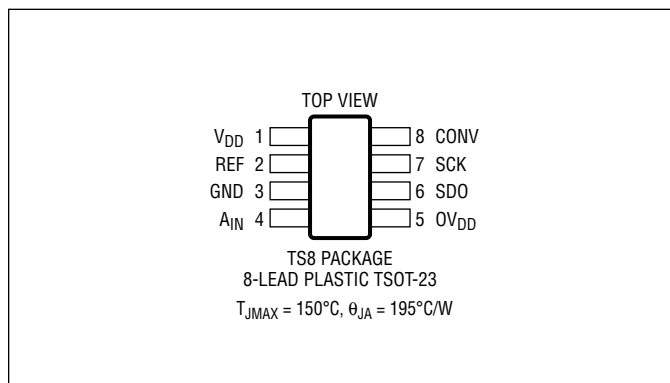 TOP VIEW
VDD 1
8 CONV
REF 2
7 SCK
GND 3
6 SDO
AIN 4
5 OVDD
TS8 PACKAGE
8-LEAD PLASTIC TSOT-23
TJMAX = 150°C, θJA = 195°C/W